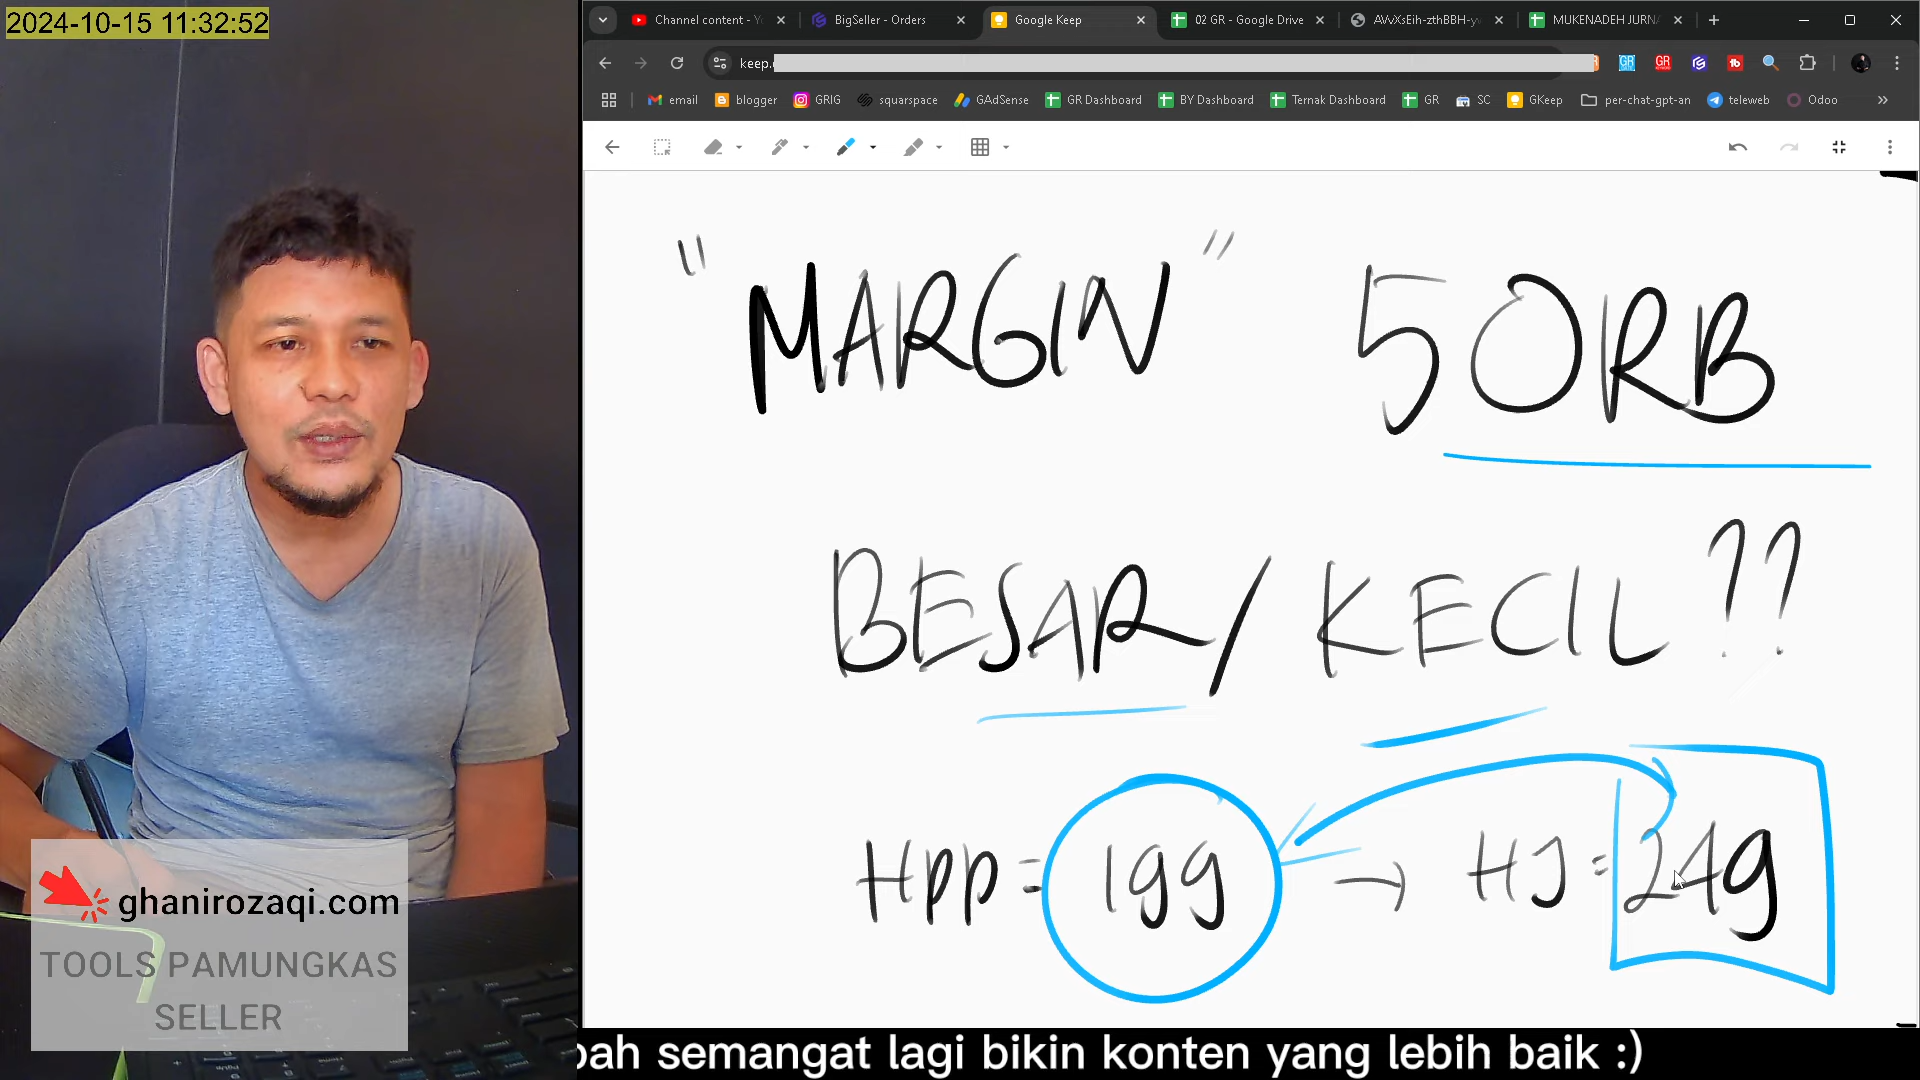 2024-10-15 11:32:52
Channel content - Y
BigSeller - Orders
Google Keep
02 GR - Google Drive
AVvXsEih-zthBBH-y
MUKENADEH JURN
keep.
email
blogger
GRIG
squarspace
GAdSense
GR Dashboard
BY Dashboard
Ternak Dashboard
GR
SC
GKeep
per-chat-gpt-an
teleweb
Odoo
"MARGIN" 50RB
BESAR/KECIL??
HPP = 199 → HJ = 249
ghanirozaqi.com
TOOLS PAMUNGKAS
SELLER
bah semangat lagi bikin konten yang lebih baik :)